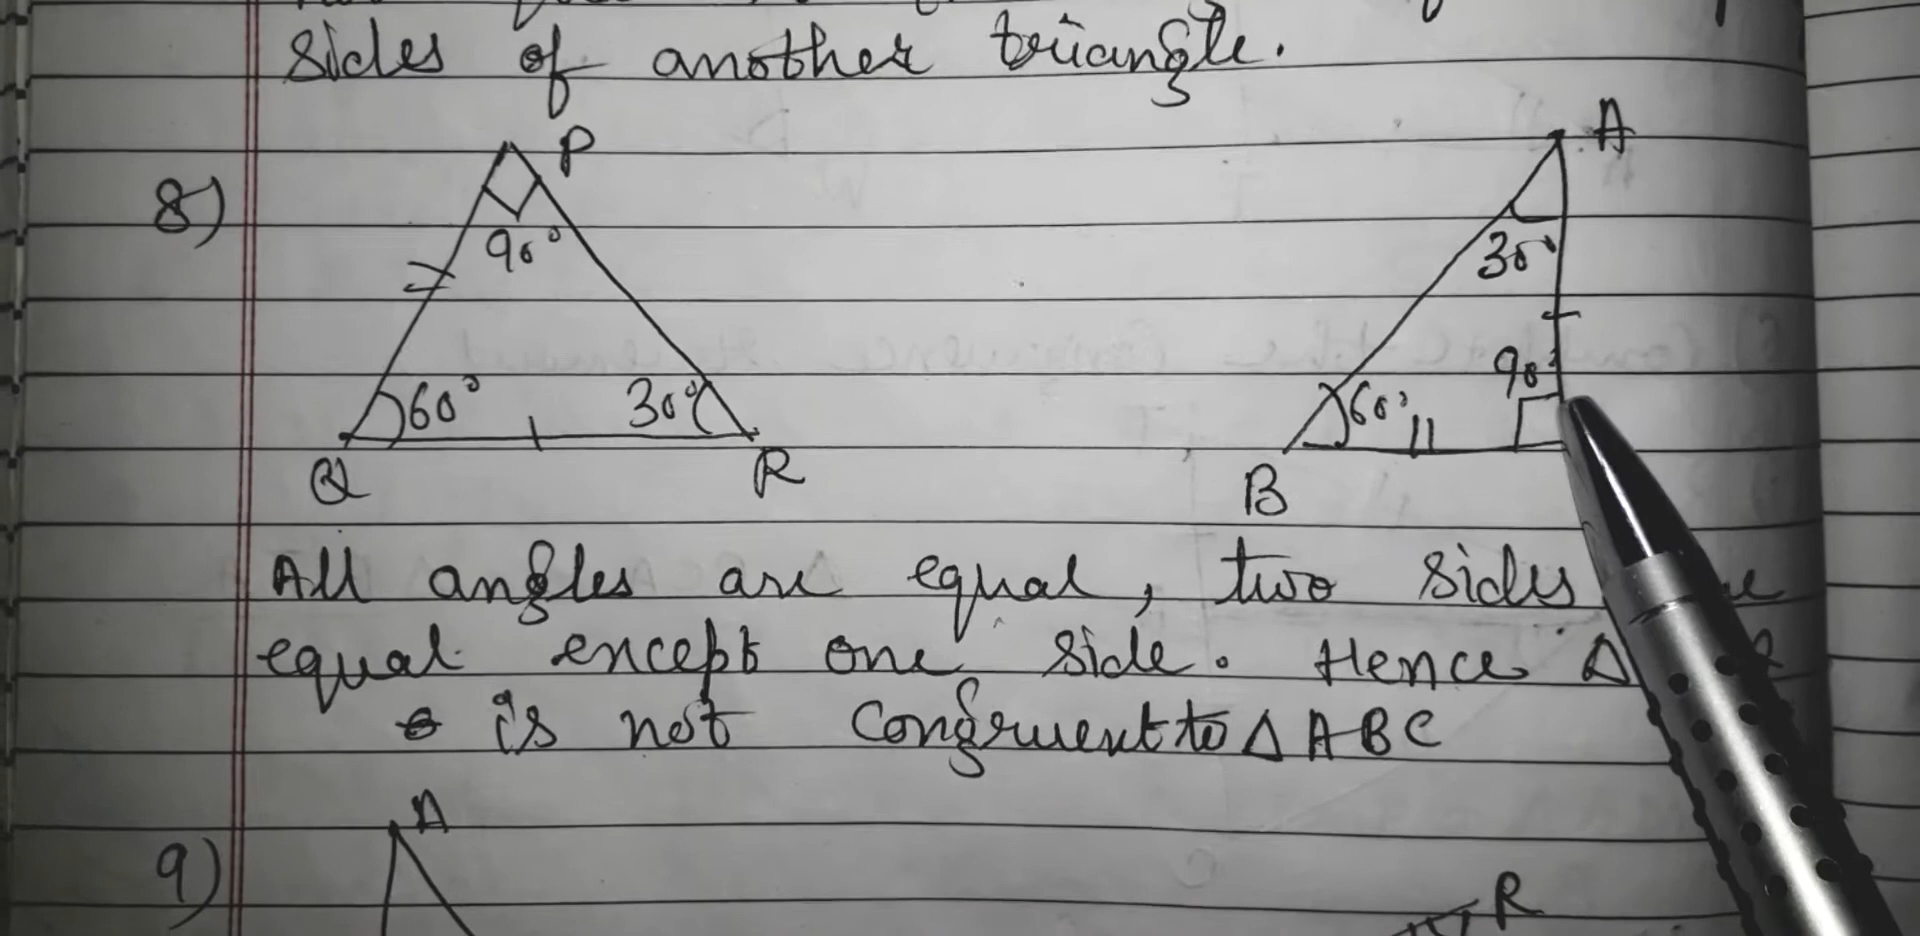 sides of another triangle.
8)
P
A
90°
30°
90°
60°
30°
60°
Q
R
B
All angles are equal, two sides
equal except one side. Hence Δ
is not congruent to Δ ABC
A
9)
R